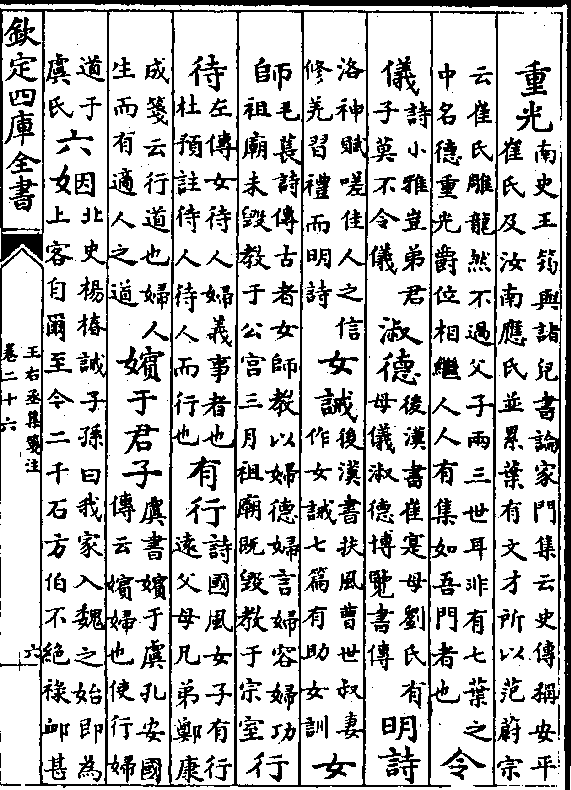 重光南史王筠與諸兒書論家門集云史傳稱安平崔氏及汝南應氏並累葉有文才所以范蔚宗
云崔氏雕龍然不過父子兩三世耳非有七葉之中名德重光爵位相繼人人有集如吾門者也令
儀詩小雅豈弟君子莫不令儀淑德後漢書崔寔母劉氏有母儀淑德博覽書傳明詩
洛神賦嗟佳人之信修羌習禮而明詩女誡後漢書扶風曹世叔妻作女誡七篇有助女訓女
師毛萇詩傳古者女師教以婦德婦言婦容婦功祖廟未毀教于公宮三月祖廟既毀教于宗室行
待左傳女待人婦義事者也杜預註待人待人而行也有行詩國風女子有行遠父母兄弟鄭康
成箋云行道也婦人生而有適人之道嬪于君子虞書嬪于虞孔安國傳云嬪婦也使行婦
道于虞氏六女因北史楊椿誡子孫曰我家入魏之始即為上客自爾至今二千石方伯不絶祿卹甚
欽定四庫全書
王右丞集箋注
卷二十六
六